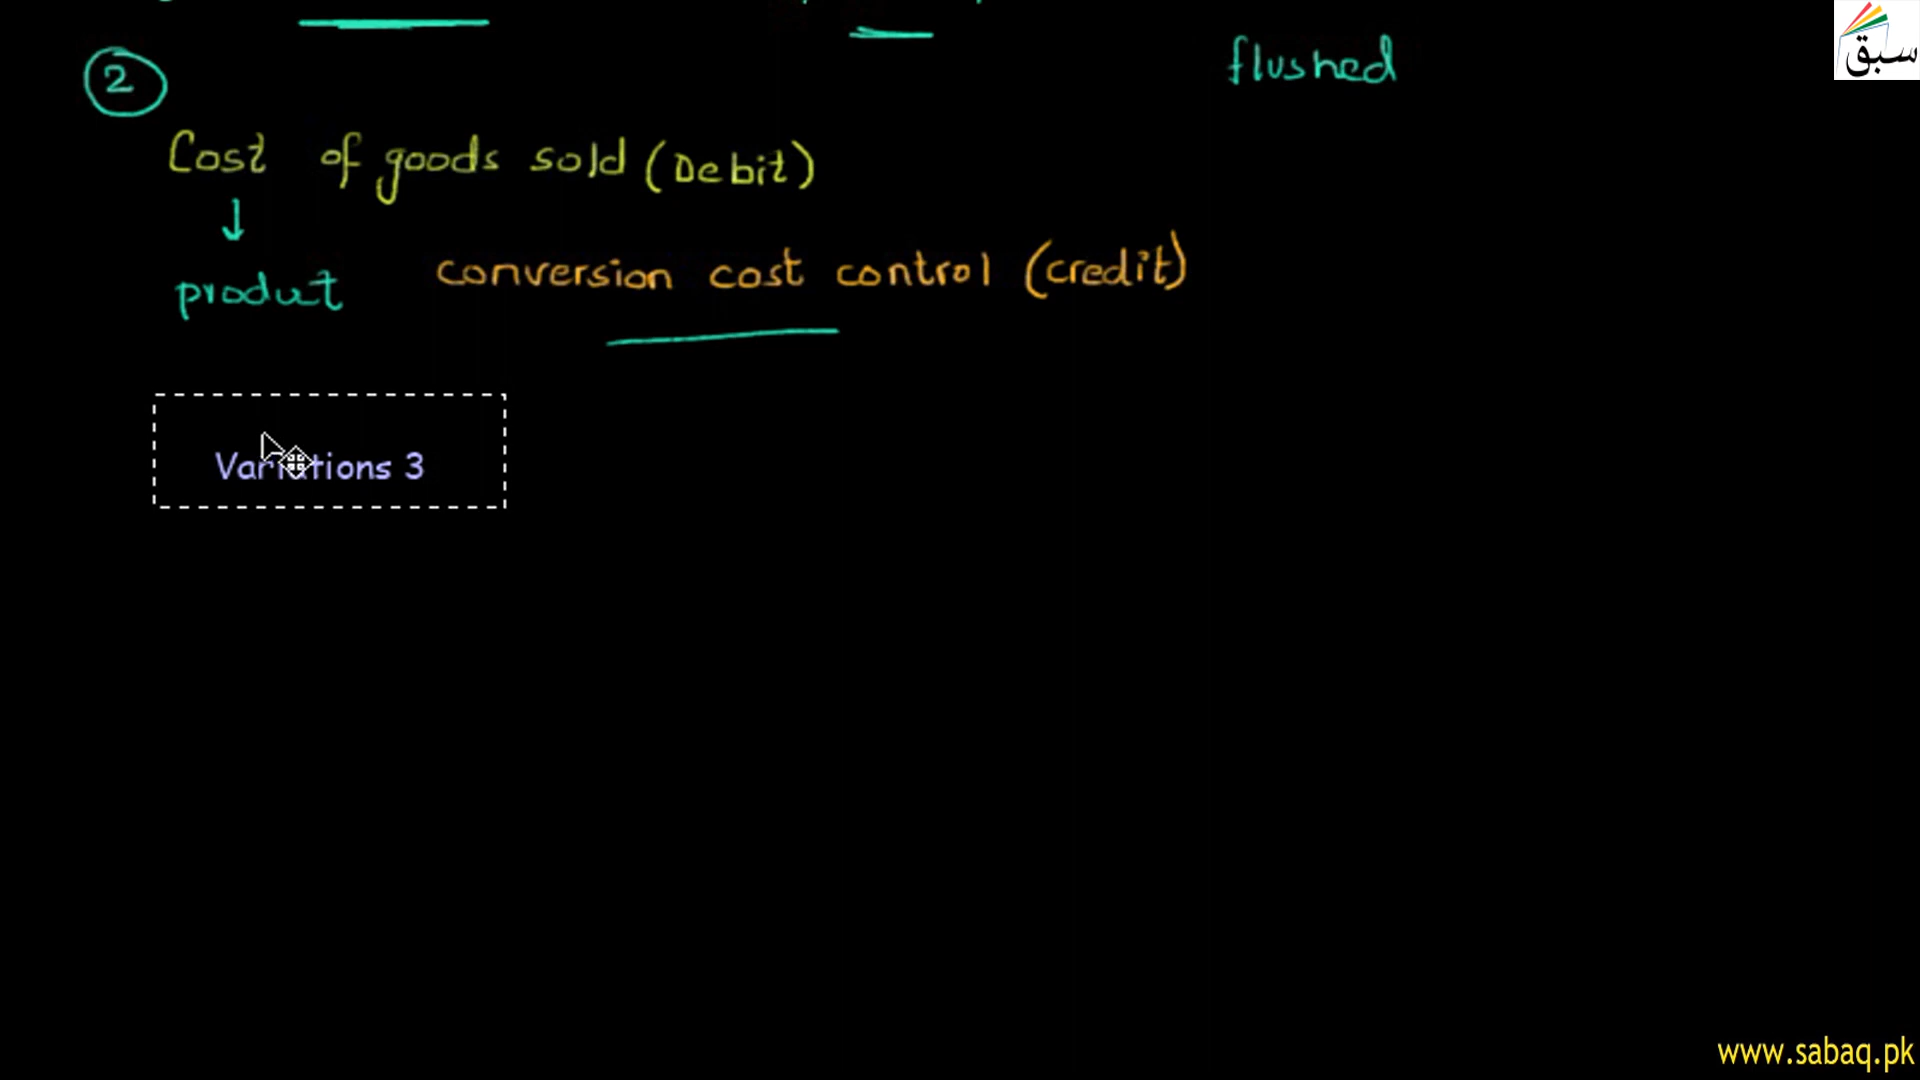 flushed
سبق
2
Cost of goods sold (Debit)
↓
product
conversion cost control (credit)
Variations 3
www.sabaq.pk